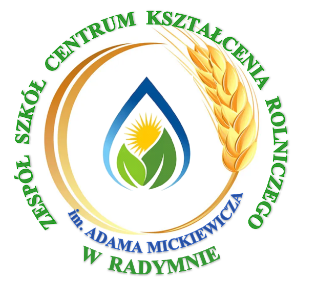 ZESPÓŁ SZKÓŁ CENTRUM KSZTAŁCENIA ROLNICZEGO
im. ADAMA MICKIEWICZA
W RADYMNIE